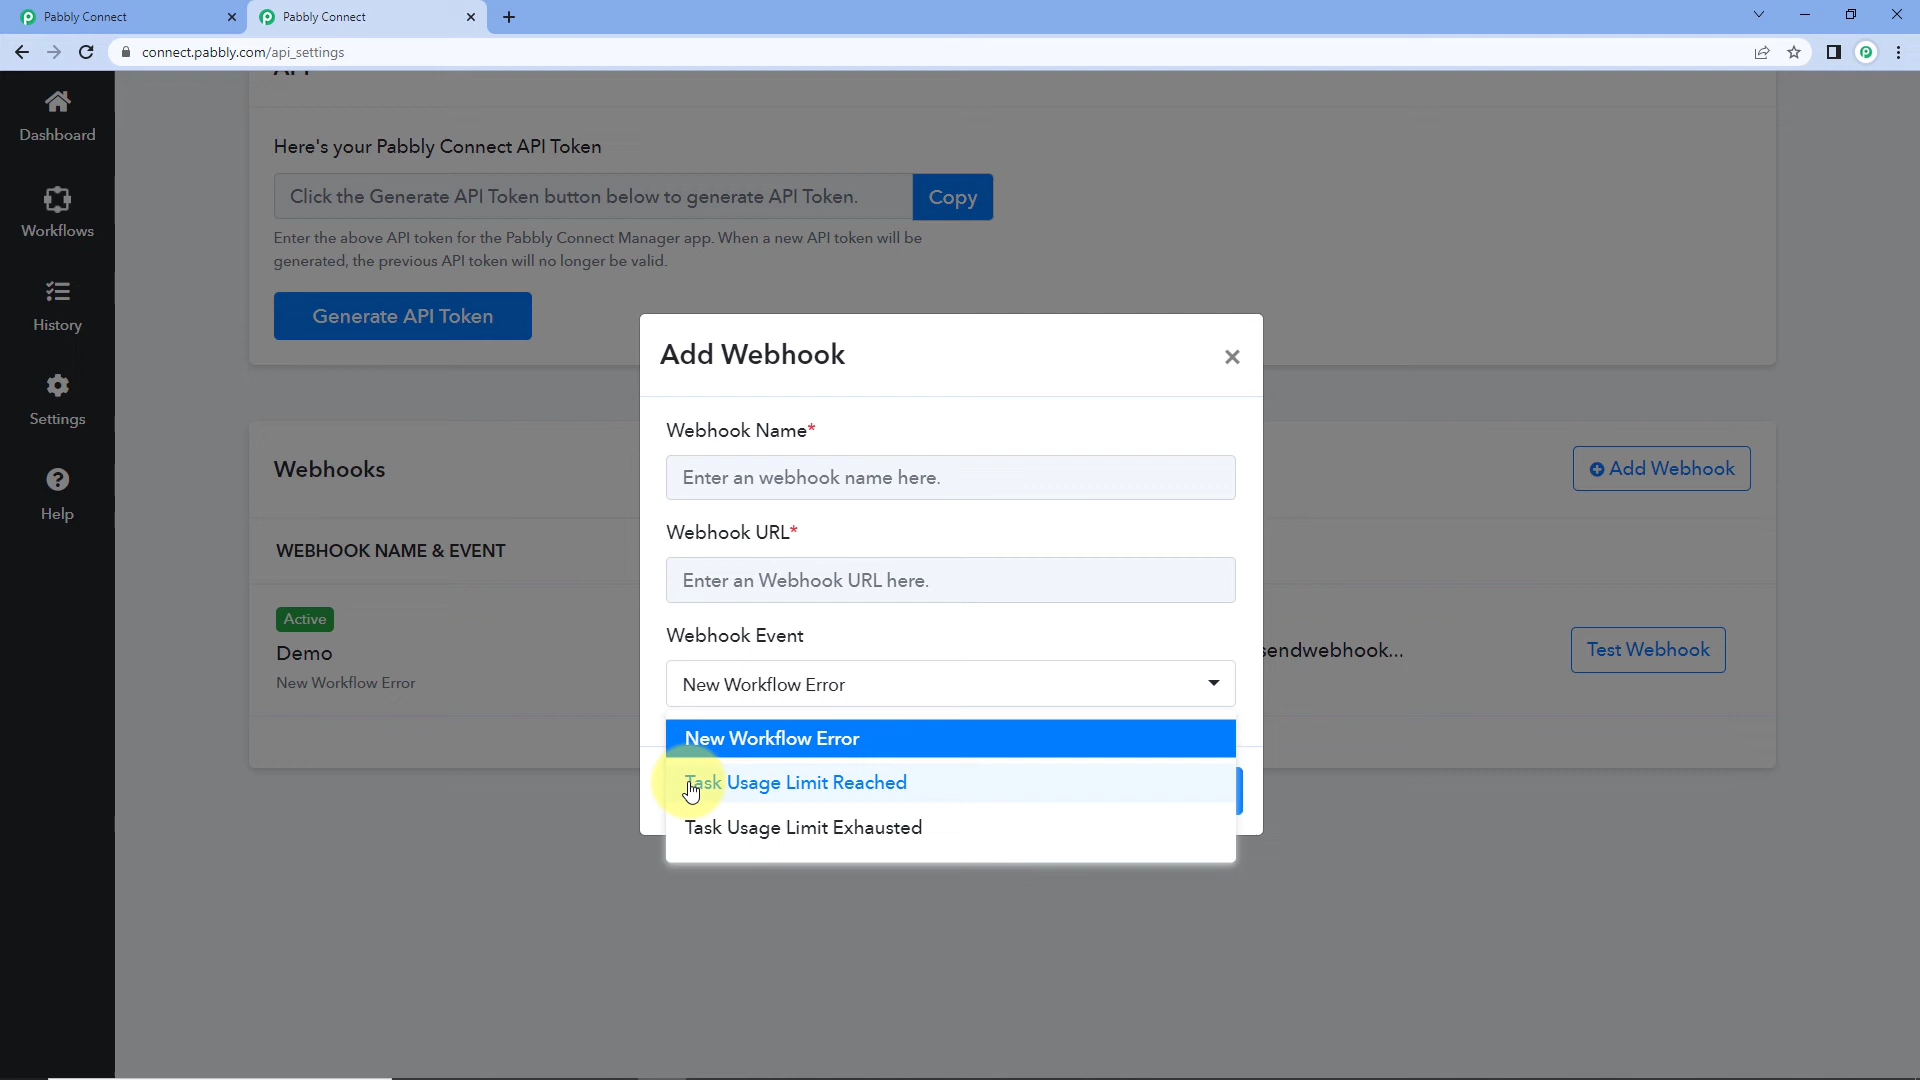 Pabbly Connect
Pabbly Connect
connect.pabbly.com/api_settings
Dashboard
Workflows
History
Settings
Help
API
Here's your Pabbly Connect API Token
Click the Generate API Token button below to generate API Token.
Copy
Enter the above API token for the Pabbly Connect Manager app. When a new API token will be
generated, the previous API token will no longer be valid.
Generate API Token
Webhooks
Add Webhook
WEBHOOK NAME & EVENT
Active
Demo
New Workflow Error
sendwebhook...
Test Webhook
Add Webhook
Webhook Name*
Enter an webhook name here.
Webhook URL*
Enter an Webhook URL here.
Webhook Event
New Workflow Error
New Workflow Error
Task Usage Limit Reached
Task Usage Limit Exhausted